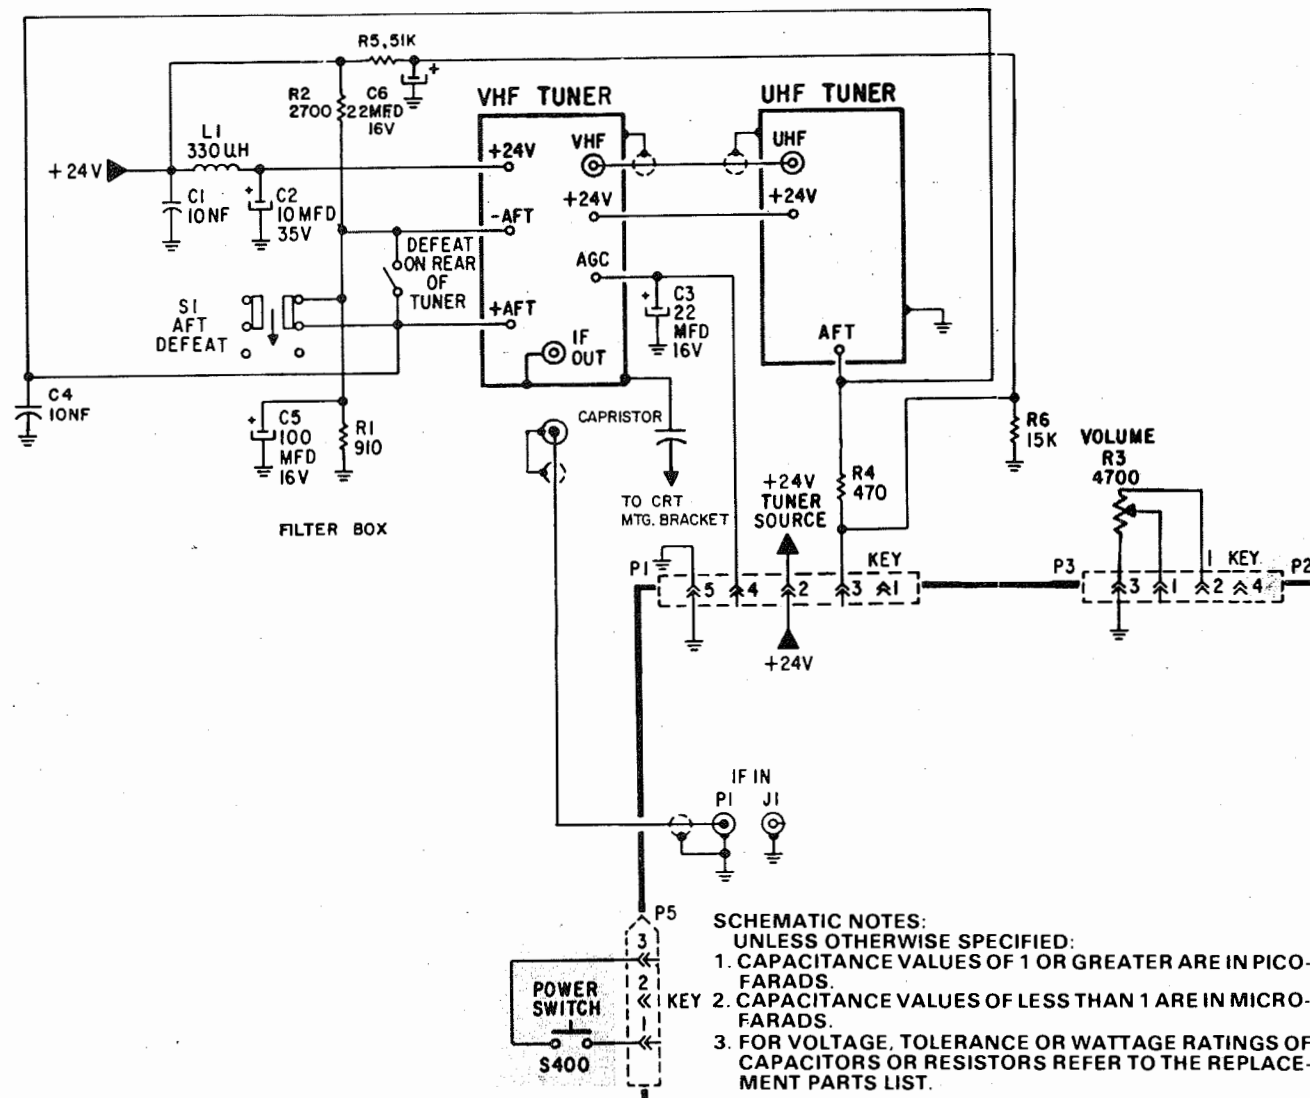 R5,51K
R2
2700
C6
22MFD
16V
VHF TUNER
UHF TUNER
L1
330UH
+24V
+24V
VHF
UHF
C1
10NF
C2
10MFD
35V
+24V
+24V
-AFT
DEFEAT
ON REAR
OF
TUNER
AGC
C3
22
MFD
16V
S1
AFT
DEFEAT
+AFT
IF
OUT
AFT
C4
10NF
C5
100
MFD
16V
R1
910
CAPRISTOR
R6
15K
VOLUME
R3
4700
R4
470
+24V
TUNER
SOURCE
TO CRT
MTG. BRACKET
FILTER BOX
P1
KEY
5 4 2 3 1
P3
1 KEY
P2
3 1 2 4
+24V
IF IN
P1 J1
P5
3
2
KEY
1
POWER
SWITCH
S400
SCHEMATIC NOTES:
UNLESS OTHERWISE SPECIFIED:
1. CAPACITANCE VALUES OF 1 OR GREATER ARE IN PICO-
FARADS.
2. CAPACITANCE VALUES OF LESS THAN 1 ARE IN MICRO-
FARADS.
3. FOR VOLTAGE, TOLERANCE OR WATTAGE RATINGS OF
CAPACITORS OR RESISTORS REFER TO THE REPLACE-
MENT PARTS LIST.